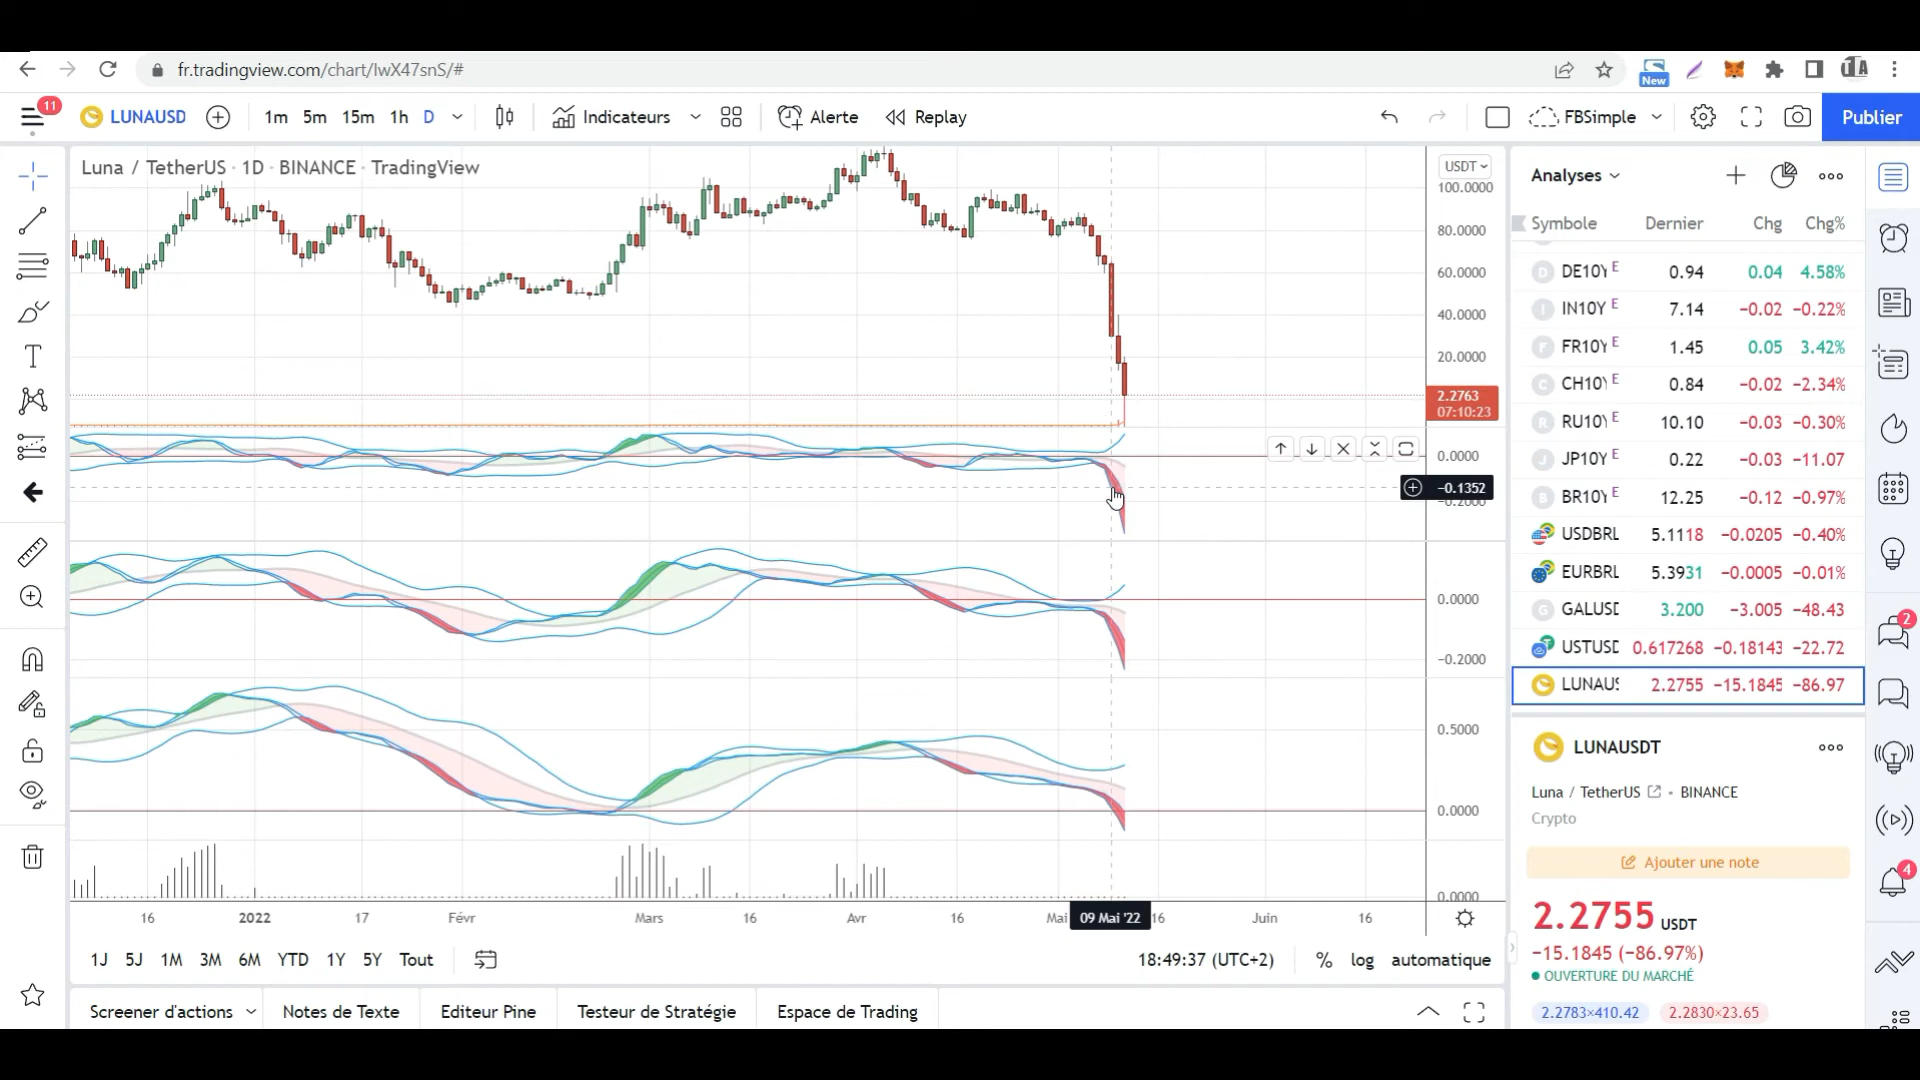 fr.tradingview.com/chart/IwX47snS/#
New
11
LUNAUSD
1m 5m 15m 1h D
Indicateurs
Alerte
Replay
FBSimple
Publier
Luna / TetherUS · 1D · BINANCE · TradingView
USDT
100.0000
80.0000
60.0000
40.0000
20.0000
2.2763
07:10:23
0.0000
−0.1352
−0.2000
0.0000
−0.2000
0.5000
0.0000
0.0000
16 2022 17 Févr Mars 16 Avr 16 Mai 09 Mai '22 16 Juin 16
1J 5J 1M 3M 6M YTD 1Y 5Y Tout
18:49:37 (UTC+2) % log automatique
Screener d'actions Notes de Texte Editeur Pine Testeur de Stratégie Espace de Trading
Analyses
Symbole Dernier Chg Chg%
D DE10Y E 0.94 0.04 4.58%
I IN10Y E 7.14 −0.02 −0.22%
F FR10Y E 1.45 0.05 3.42%
C CH10Y E 0.84 −0.02 −2.34%
R RU10Y E 10.10 −0.03 −0.30%
J JP10Y E 0.22 −0.03 −11.07
B BR10Y E 12.25 −0.12 −0.97%
USDBRL 5.1118 −0.0205 −0.40%
EURBRL 5.3931 −0.0005 −0.01%
G GALUSD 3.200 −3.005 −48.43
USTUSD 0.617268 −0.18143 −22.72
LUNAUS 2.2755 −15.1845 −86.97
LUNAUSDT
Luna / TetherUS • BINANCE
Crypto
Ajouter une note
2.2755 USDT
−15.1845 (−86.97%)
OUVERTURE DU MARCHÉ
2.2783×410.42 2.2830×23.65
2
4